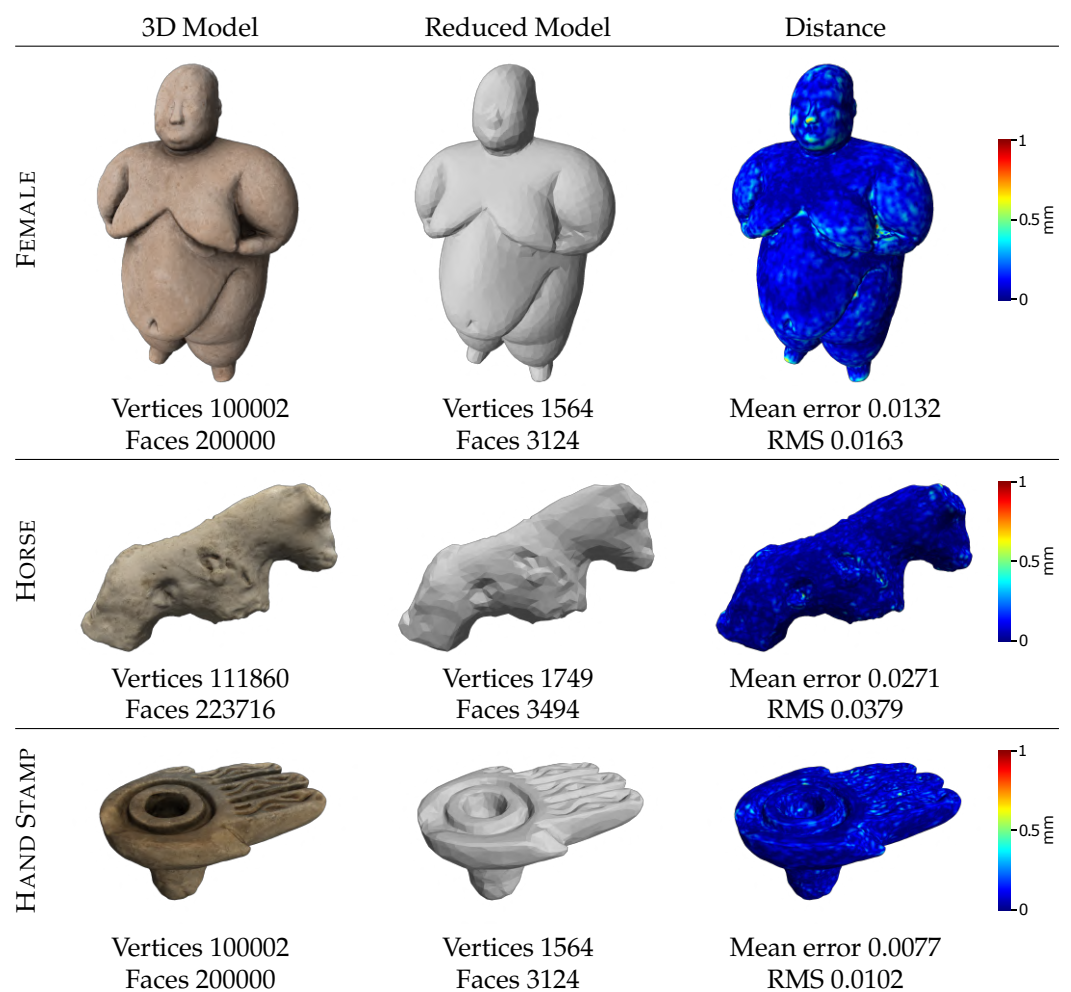 3D Model Reduced Model Distance
FEMALE
1
0.5
mm
0
Vertices 100002 Vertices 1564 Mean error 0.0132
Faces 200000 Faces 3124 RMS 0.0163
HORSE
1
0.5
mm
0
Vertices 111860 Vertices 1749 Mean error 0.0271
Faces 223716 Faces 3494 RMS 0.0379
HAND STAMP
1
0.5
mm
0
Vertices 100002 Vertices 1564 Mean error 0.0077
Faces 200000 Faces 3124 RMS 0.0102